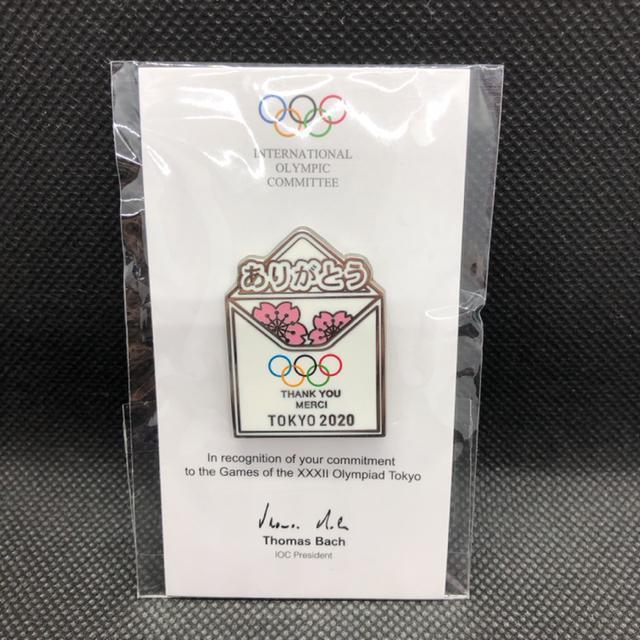 INTERNATIONAL
OLYMPIC
COMMITTEE
ありがとう
THANK YOU
MERCI
TOKYO 2020
In recognition of your commitment
to the Games of the XXXII Olympiad Tokyo
Thomas Bach
IOC President